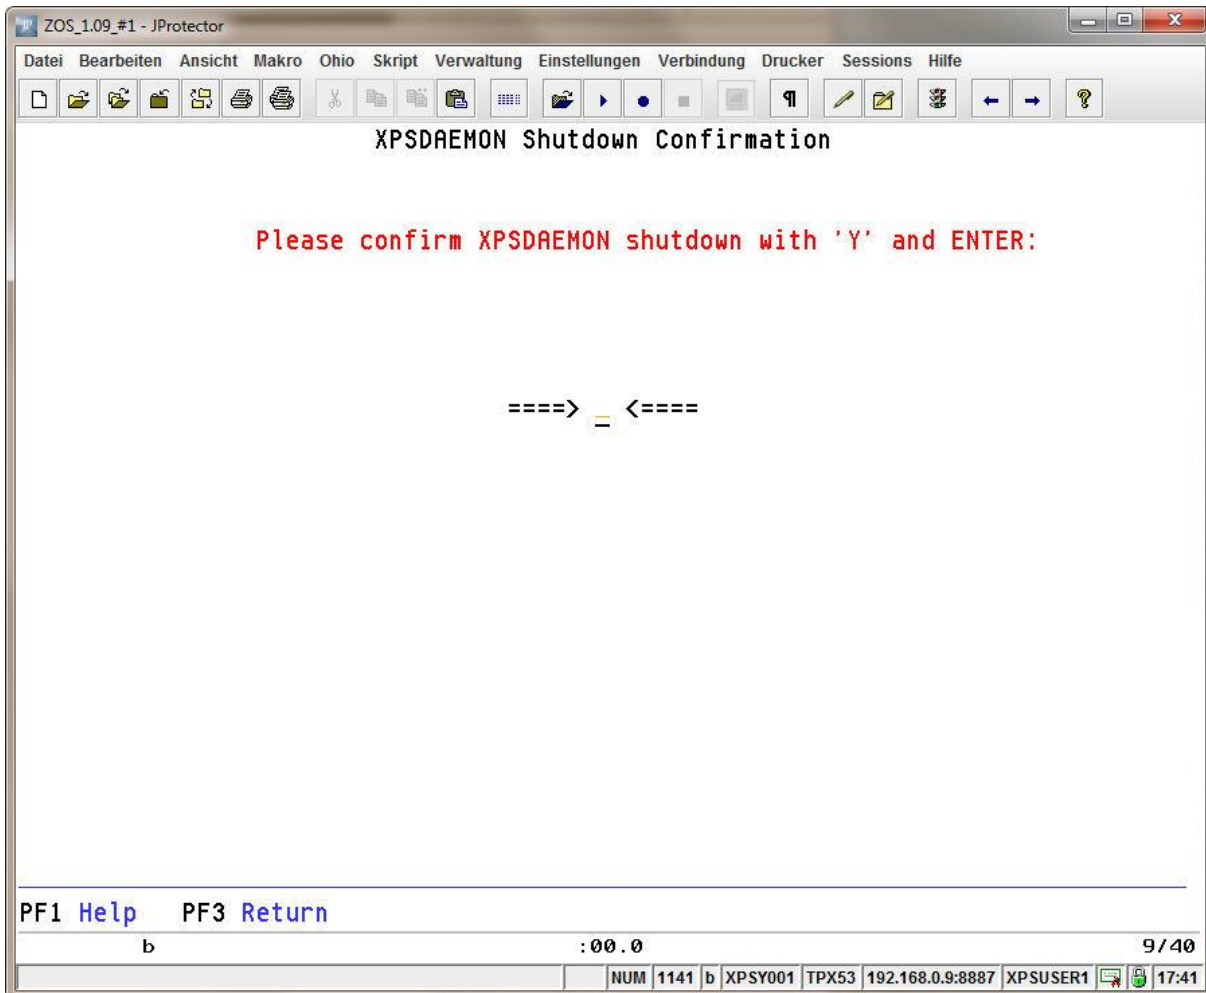 ZOS_1.09_#1 - JProtector
Datei Bearbeiten Ansicht Makro Ohio Skript Verwaltung Einstellungen Verbindung Drucker Sessions Hilfe
XPSDAEMON Shutdown Confirmation
Please confirm XPSDAEMON shutdown with 'Y' and ENTER:
====> _ <====
PF1 Help PF3 Return
b :00.0 9/40
NUM 1141 b XPSY001 TPX53 192.168.0.9:8887 XPSUSER1 17:41